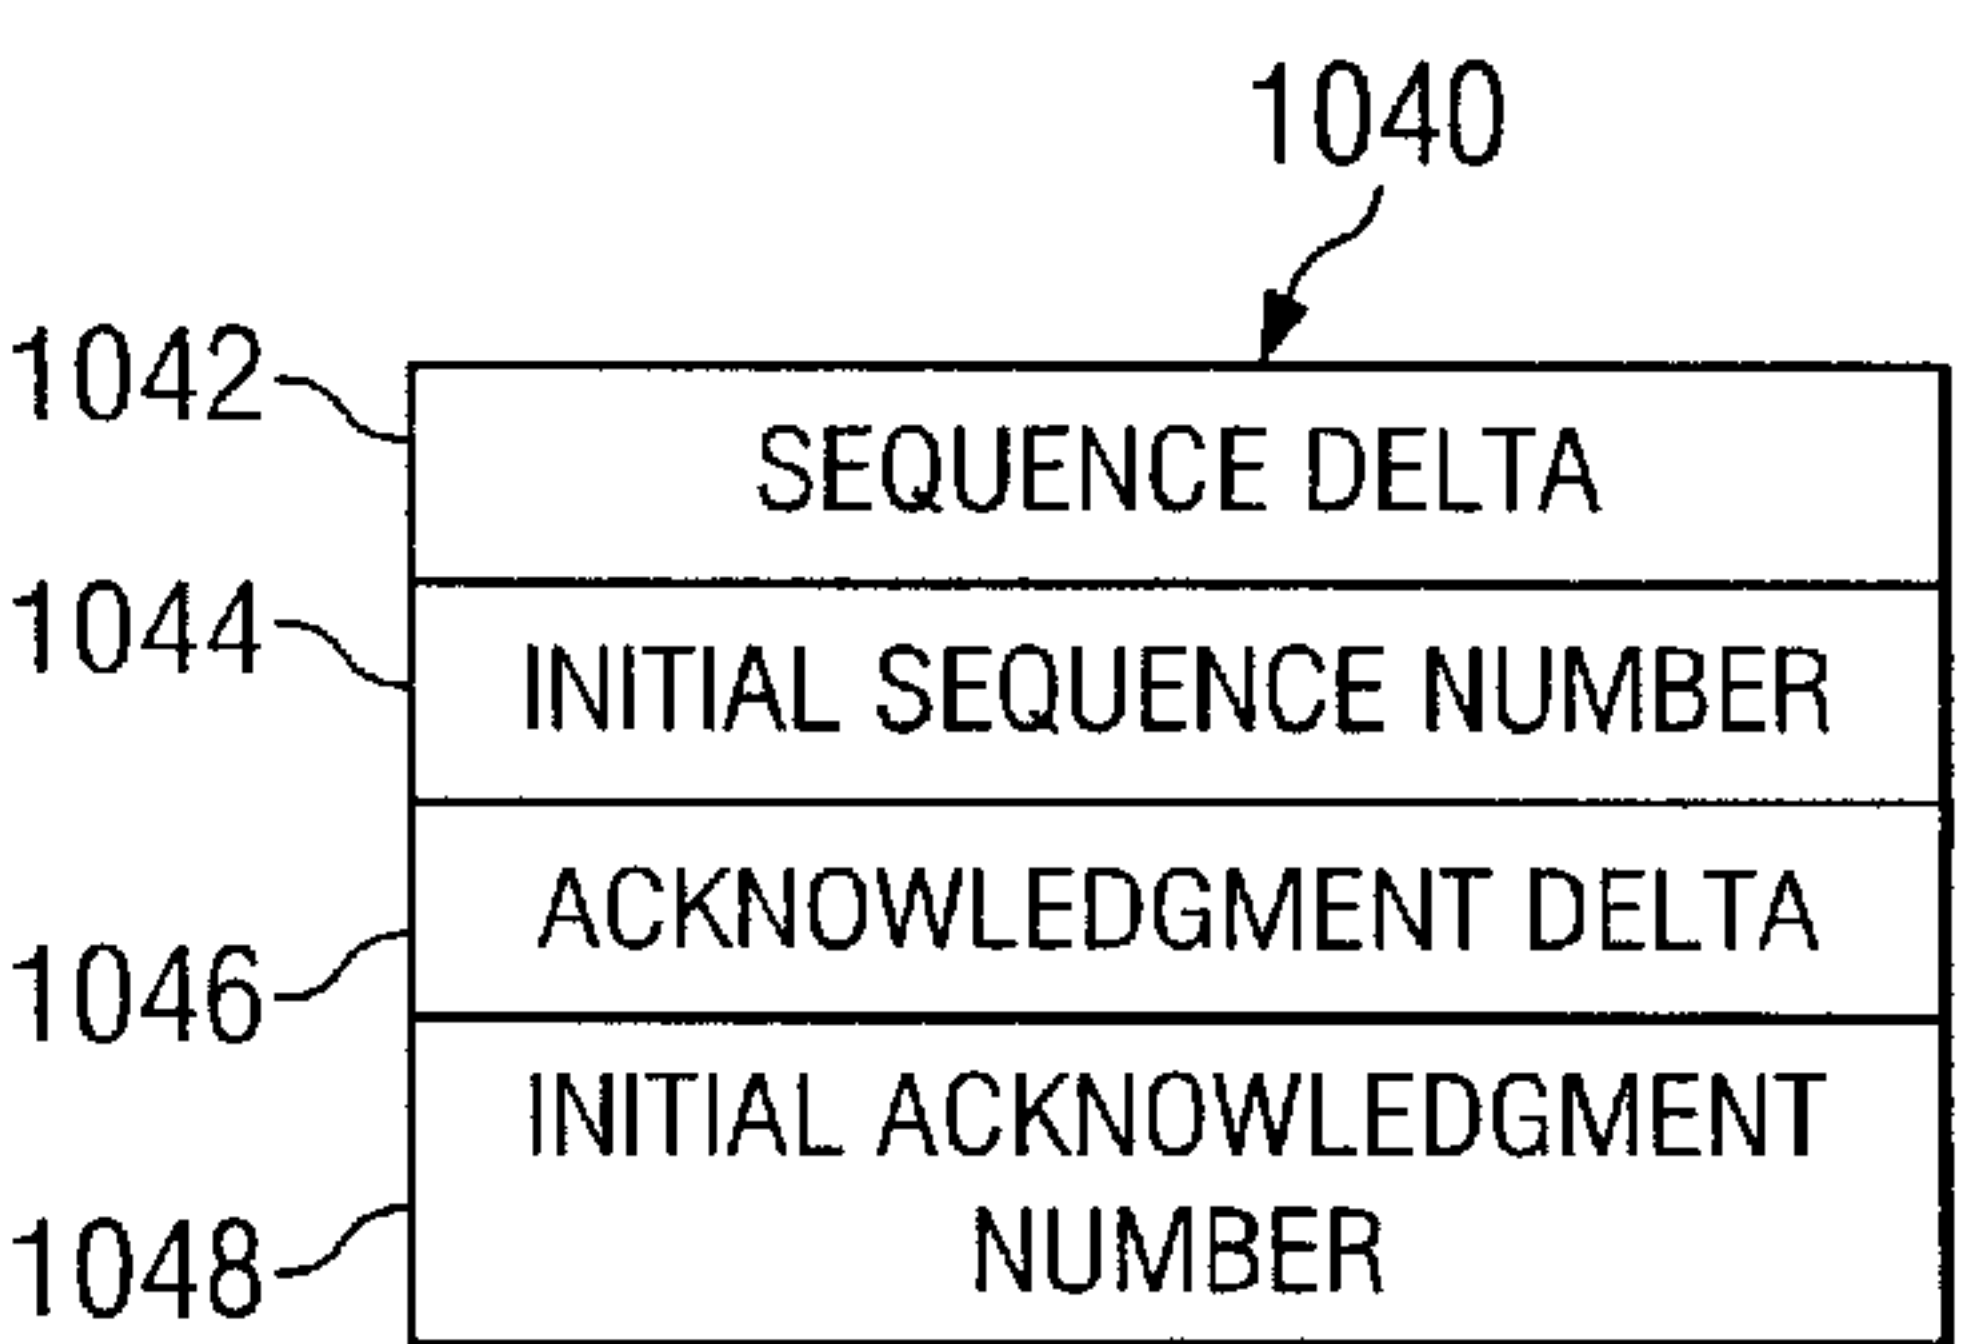 1040
1042
SEQUENCE DELTA
1044
INITIAL SEQUENCE NUMBER
ACKNOWLEDGMENT DELTA
1046
INITIAL ACKNOWLEDGMENT
NUMBER
1048